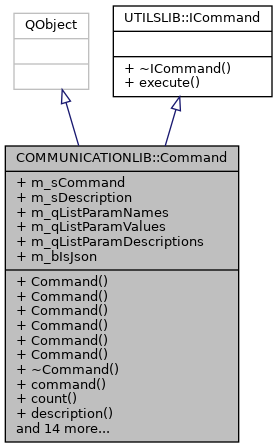 QObject
UTILSLIB::ICommand
+ ~ICommand()
+ execute()
COMMUNICATIONLIB::Command
+ m_sCommand
+ m_sDescription
+ m_qListParamNames
+ m_qListParamValues
+ m_qListParamDescriptions
+ m_bIsJson
+ Command()
+ Command()
+ Command()
+ Command()
+ Command()
+ Command()
+ ~Command()
+ command()
+ count()
+ description()
and 14 more...